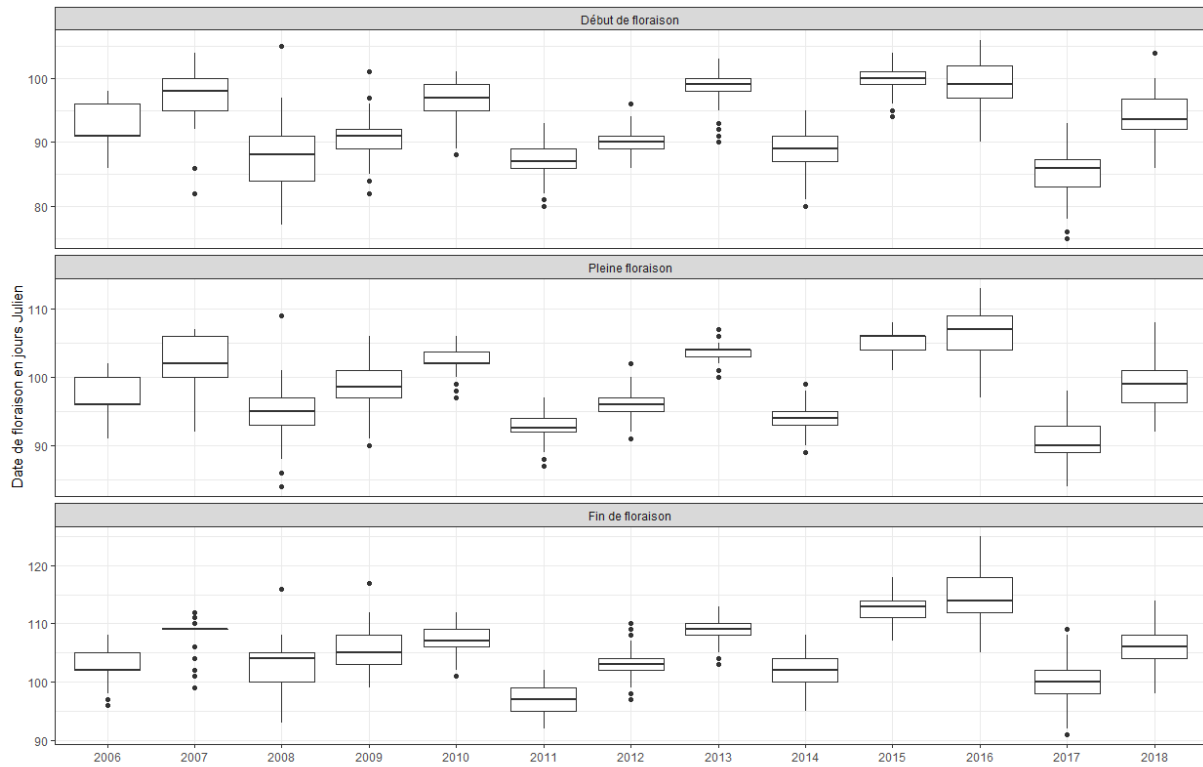 Début de floraison
100
90
80
Pleine floraison
110
100
90
Date de floraison en jours Julien
Fin de floraison
120
110
100
90
2006 2007 2008 2009 2010 2011 2012 2013 2014 2015 2016 2017 2018